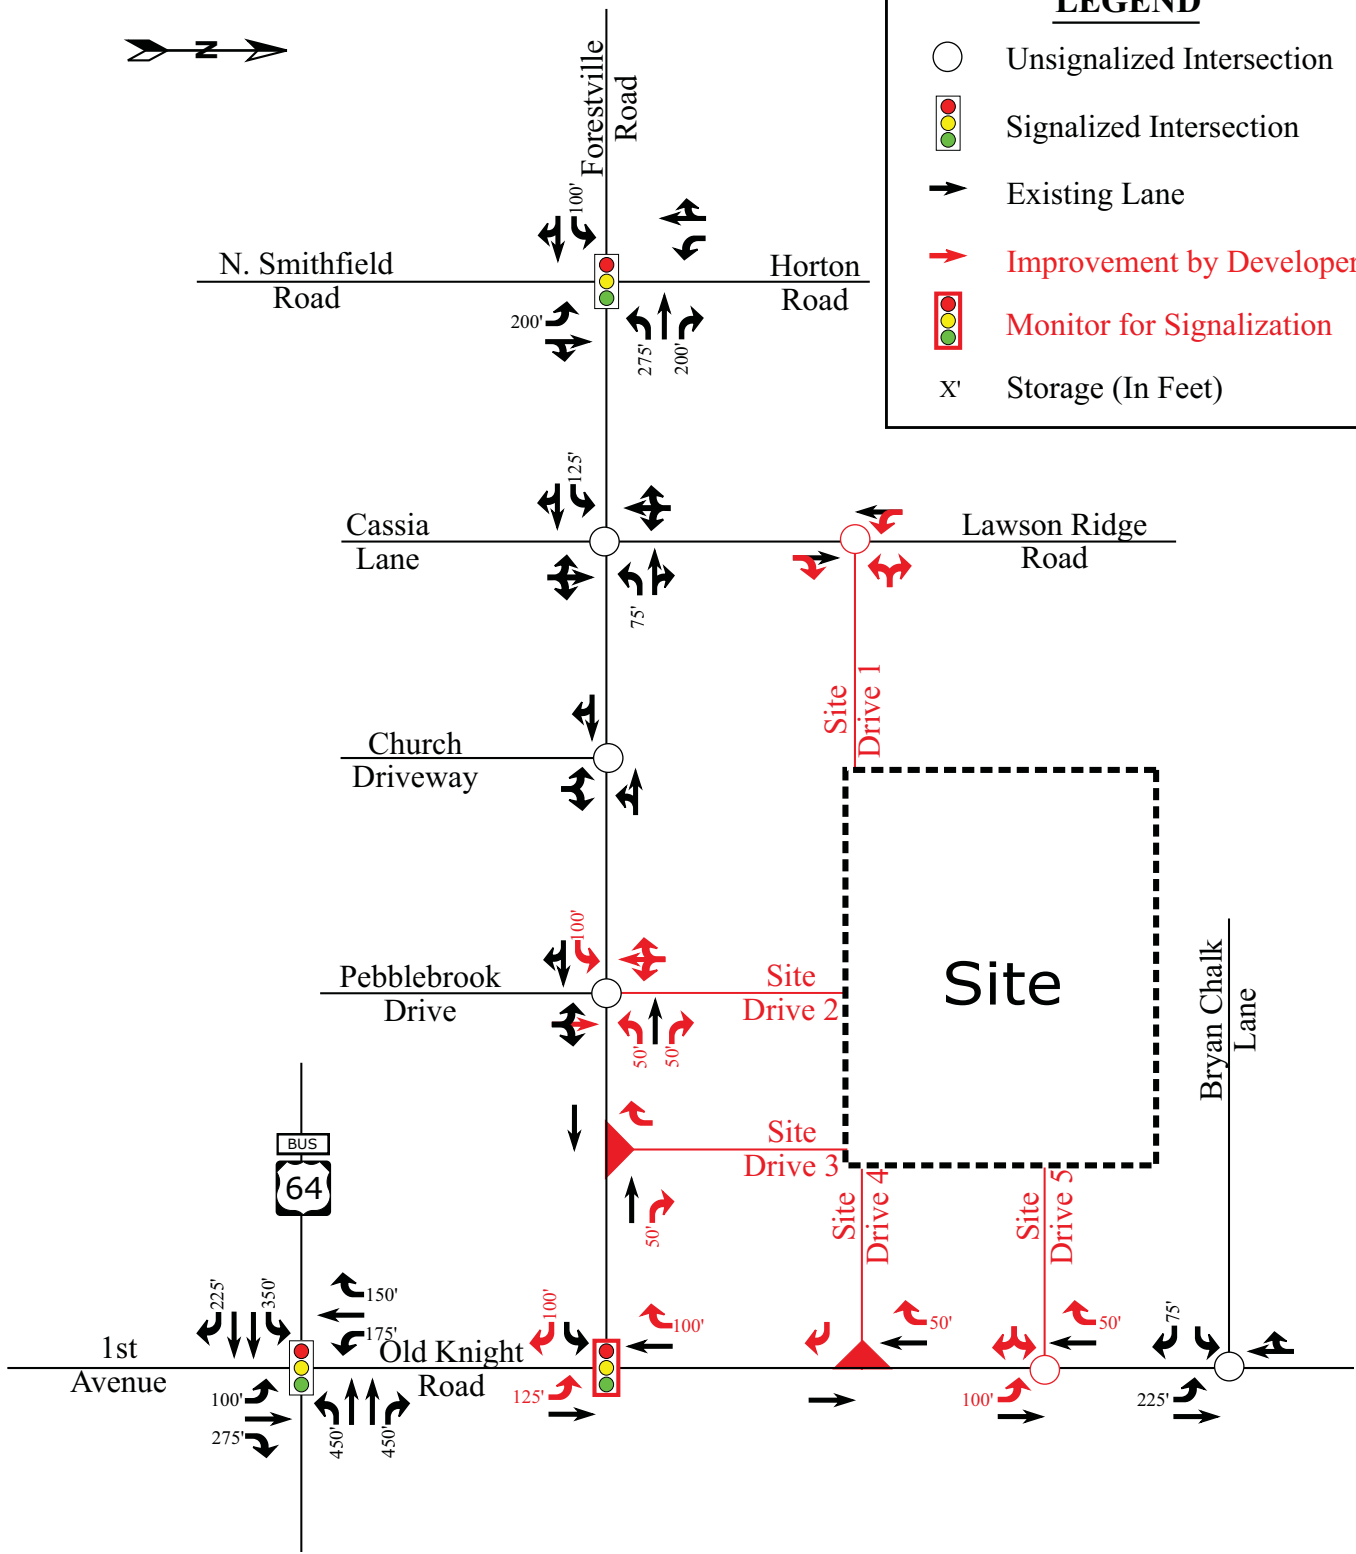 LEGEND
Unsignalized Intersection
Signalized Intersection
Existing Lane
Improvement by Developer
Monitor for Signalization
X' Storage (In Feet)
N
Forestville
Road
100'
N. Smithfield
Road
Horton
Road
200'
275'
200'
125'
Cassia
Lane
Lawson Ridge
Road
75'
Site
Drive 1
Church
Driveway
100'
Pebblebrook
Drive
Site
Drive 2
50'
50'
Site
Bryan Chalk
Lane
Site
Drive 3
50'
BUS
64
Site
Drive 4
Site
Drive 5
225'
350'
150'
175'
1st
Avenue
Old Knight
Road
100'
275'
450'
450'
100'
100'
125'
50'
50'
100'
75'
225'